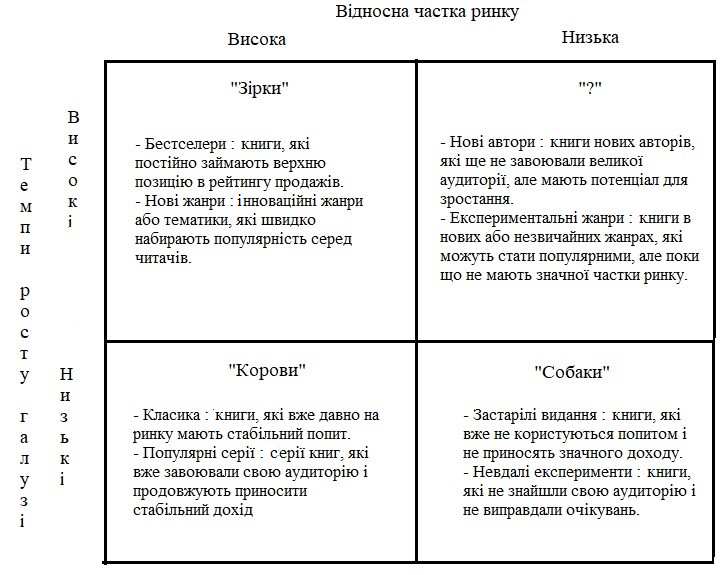 Відносна частка ринку
Висока
Низька
Темпи росту галузі
Високі
Низькі
"Зірки"
- Бестселери : книги, які
постійно займають верхню
позицію в рейтингу продажів.
- Нові жанри : інноваційні жанри
або тематики, які швидко
набирають популярність серед
читачів.
"?"
- Нові автори : книги нових авторів,
які ще не завоювали великої
аудиторії, але мають потенціал для
зростання.
- Експериментальні жанри : книги в
нових або незвичайних жанрах, які
можуть стати популярними, але поки
що не мають значної частки ринку.
"Корови"
- Класика : книги, які вже давно на
ринку мають стабільний попит.
- Популярні серії : серії книг, які
вже завоювали свою аудиторію і
продовжують приносити
стабільний дохід
"Собаки"
- Застарілі видання : книги, які
вже не користуються попитом і
не приносять значного доходу.
- Невдалі експерименти : книги,
які не знайшли свою аудиторію і
не виправдали очікувань.